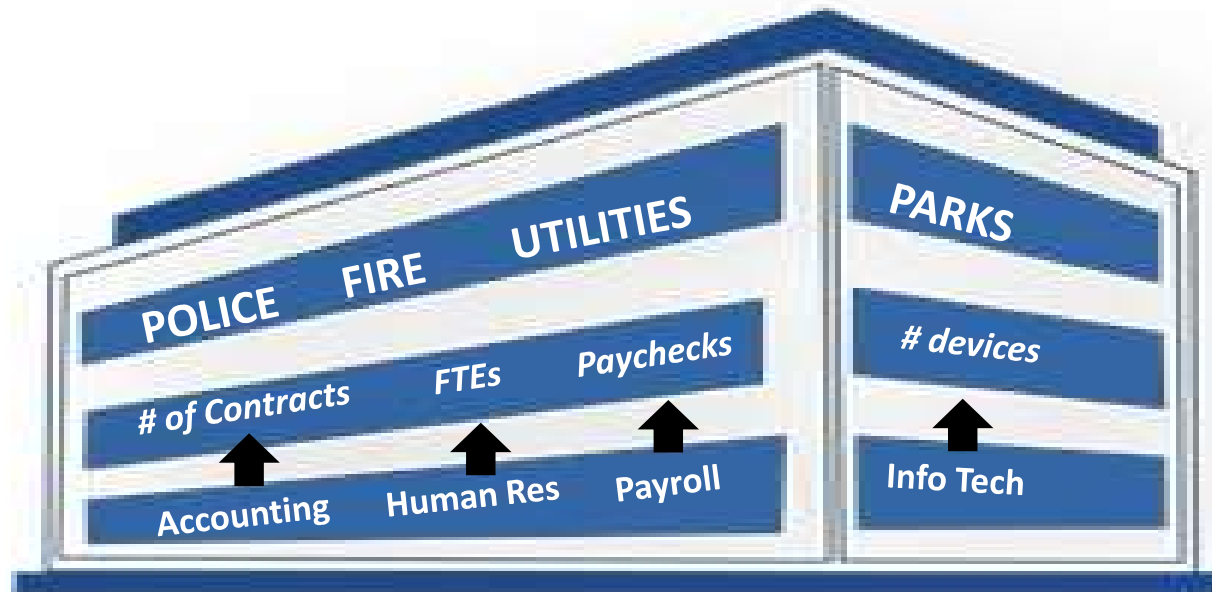 POLICE FIRE UTILITIES PARKS
# of Contracts FTEs Paychecks # devices
Accounting Human Res Payroll Info Tech